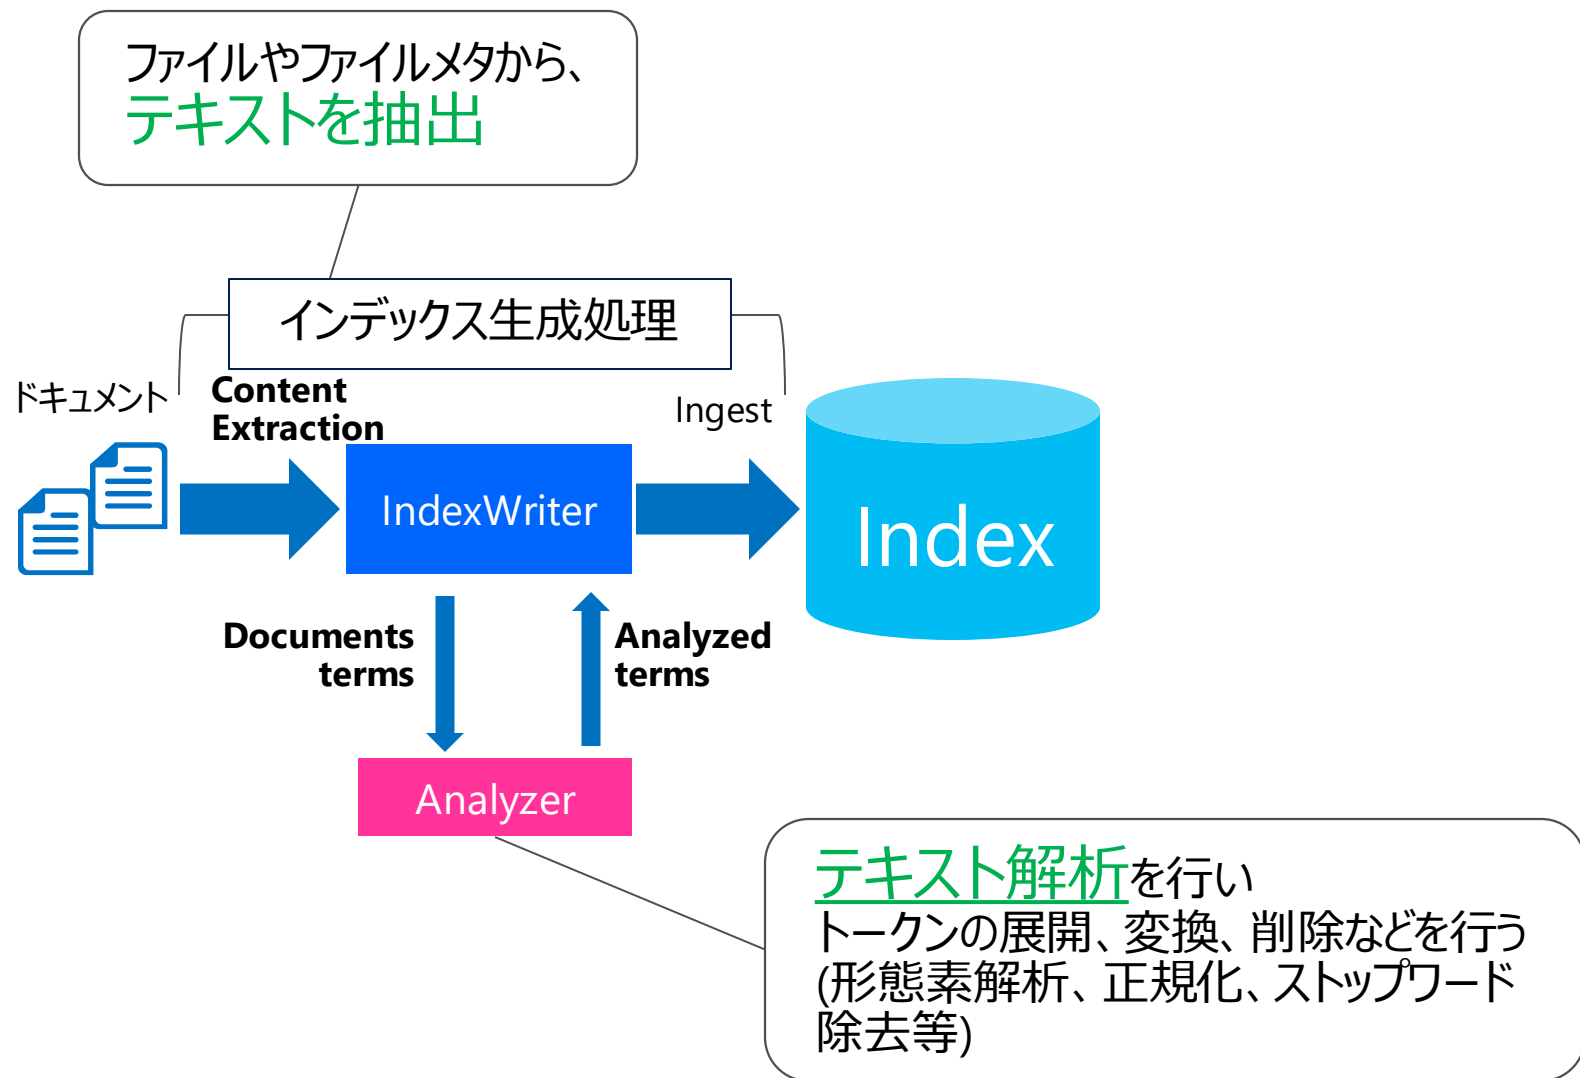 ファイルやファイルメタから、
テキストを抽出
インデックス生成処理
ドキュメント
Content
Extraction
Ingest
IndexWriter
Index
Documents
terms
Analyzed
terms
Analyzer
テキスト解析を行い
トークンの展開、変換、削除などを行う
(形態素解析、正規化、ストップワード
除去等)